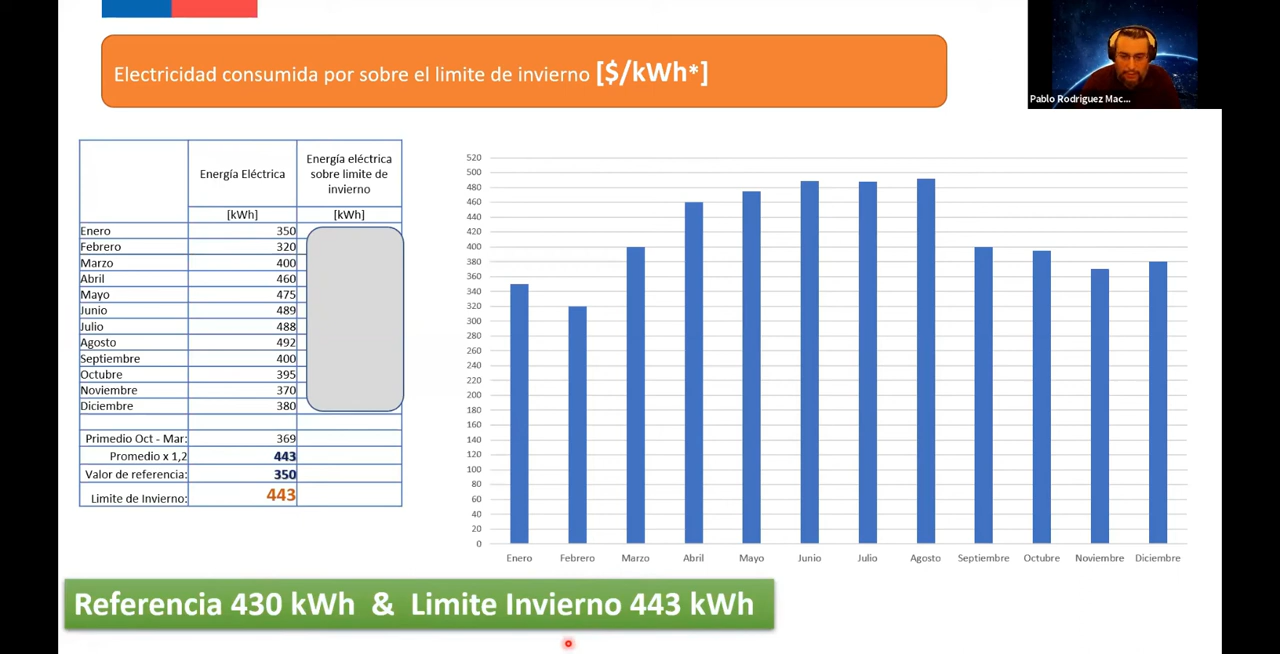 Electricidad consumida por sobre el limite de invierno [$/kWh*]
Pablo Rodriguez Mac...
Energía Eléctrica
Energía eléctrica
sobre limite de
invierno
[kWh] [kWh]
Enero 350
Febrero 320
Marzo 400
Abril 460
Mayo 475
Junio 489
Julio 488
Agosto 492
Septiembre 400
Octubre 395
Noviembre 370
Diciembre 380
Primedio Oct - Mar: 369
Promedio x 1,2 443
Valor de referencia: 350
Limite de Invierno: 443
520
500
480
460
440
420
400
380
360
340
320
300
280
260
240
220
200
180
160
140
120
100
80
60
40
20
0
Enero Febrero Marzo Abril Mayo Junio Julio Agosto Septiembre Octubre Noviembre Diciembre
Referencia 430 kWh & Limite Invierno 443 kWh